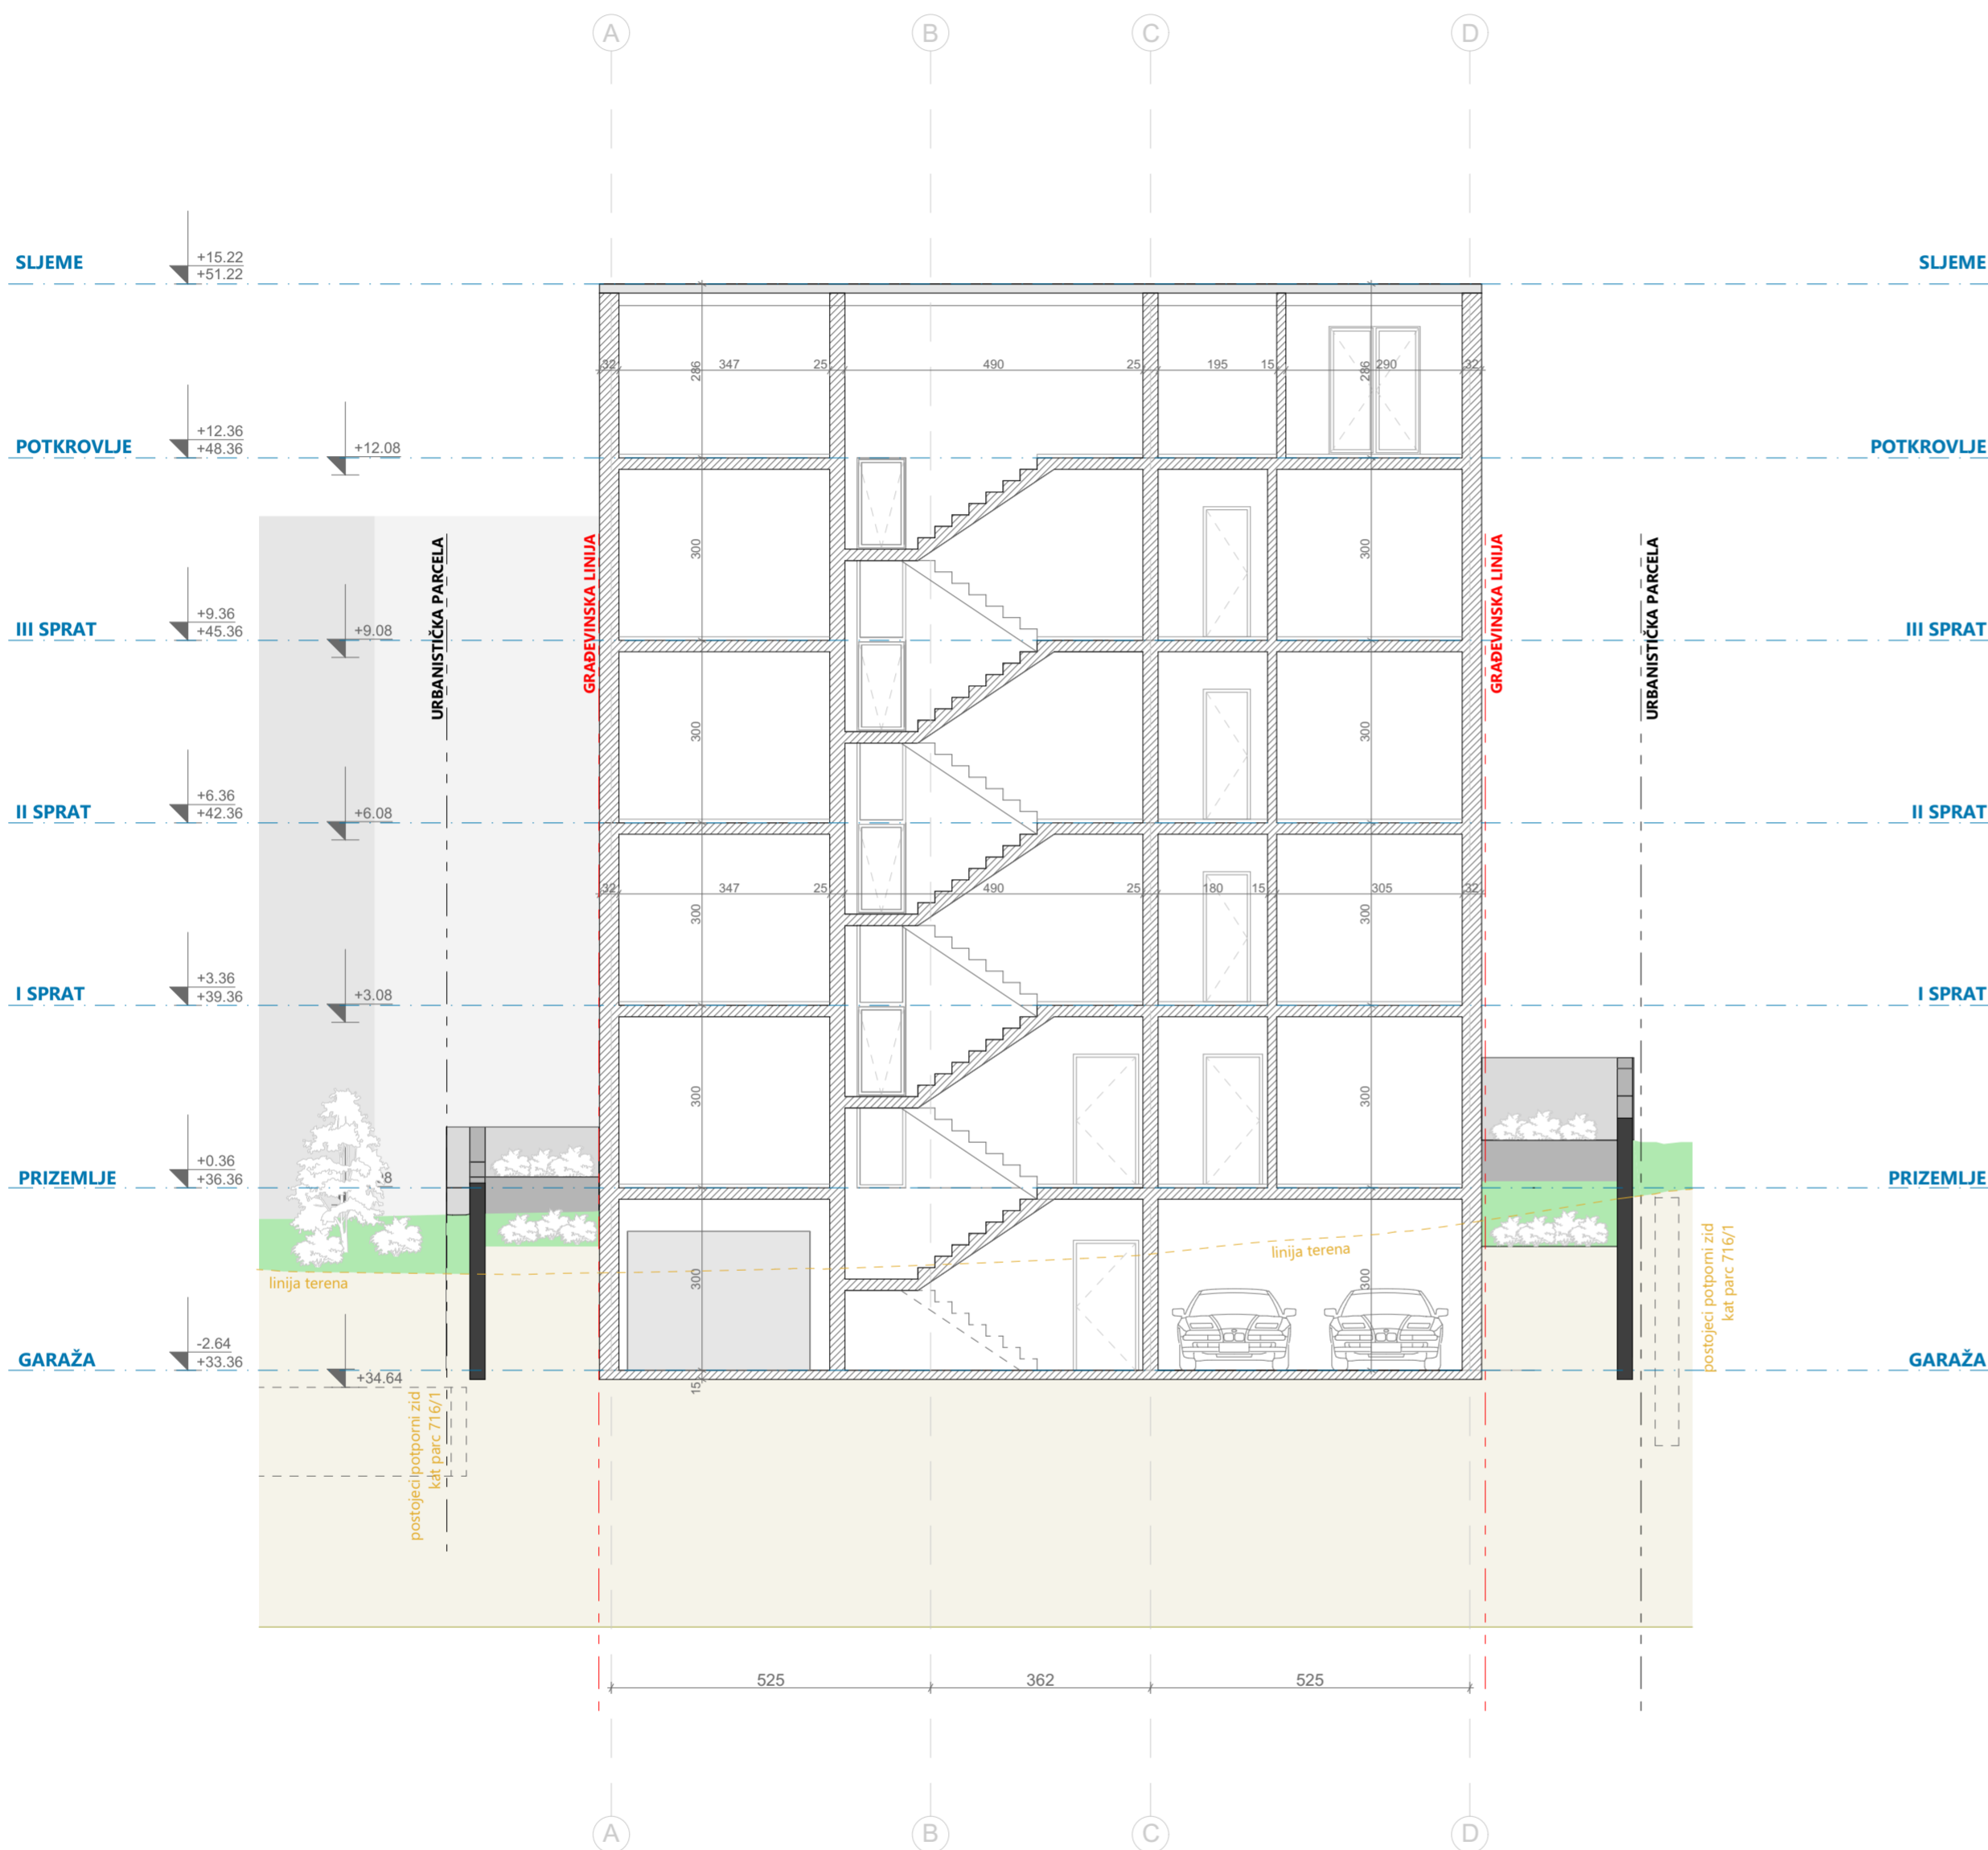 A B C D
+15.22
SLJEME +51.22 SLJEME
32 347 25 490 25 195 15 290 32
286 286
+12.36
POTKROVLJE +48.36 +12.08 POTKROVLJE
300 300
URBANISTIČKA PARCELA
GRAĐEVINSKA LINIJA
GRAĐEVINSKA LINIJA
URBANISTIČKA PARCELA
+9.36
III SPRAT +45.36 +9.08 III SPRAT
300 300
+6.36
II SPRAT +42.36 +6.08 II SPRAT
32 347 25 490 25 180 15 305 32
300 300
+3.36
I SPRAT +39.36 +3.08 I SPRAT
300 300
+0.36
PRIZEMLJE +36.36 PRIZEMLJE
linija terena
linija terena
300 300
postojeci potporni zid
kat parc 716/1
-2.64
GARAŽA +33.36 GARAŽA
+34.64
15
postojeci potporni zid
kat parc 716/1
525 362 525
A B C D